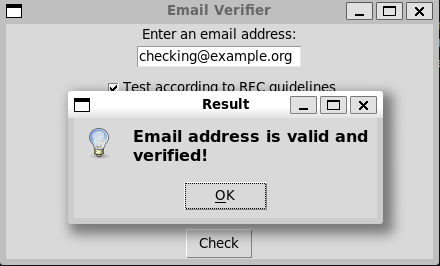 Email Verifier
Enter an email address:
checking@example.org
Test according to RFC guidelines
Result
Email address is valid and
verified!
OK
Check